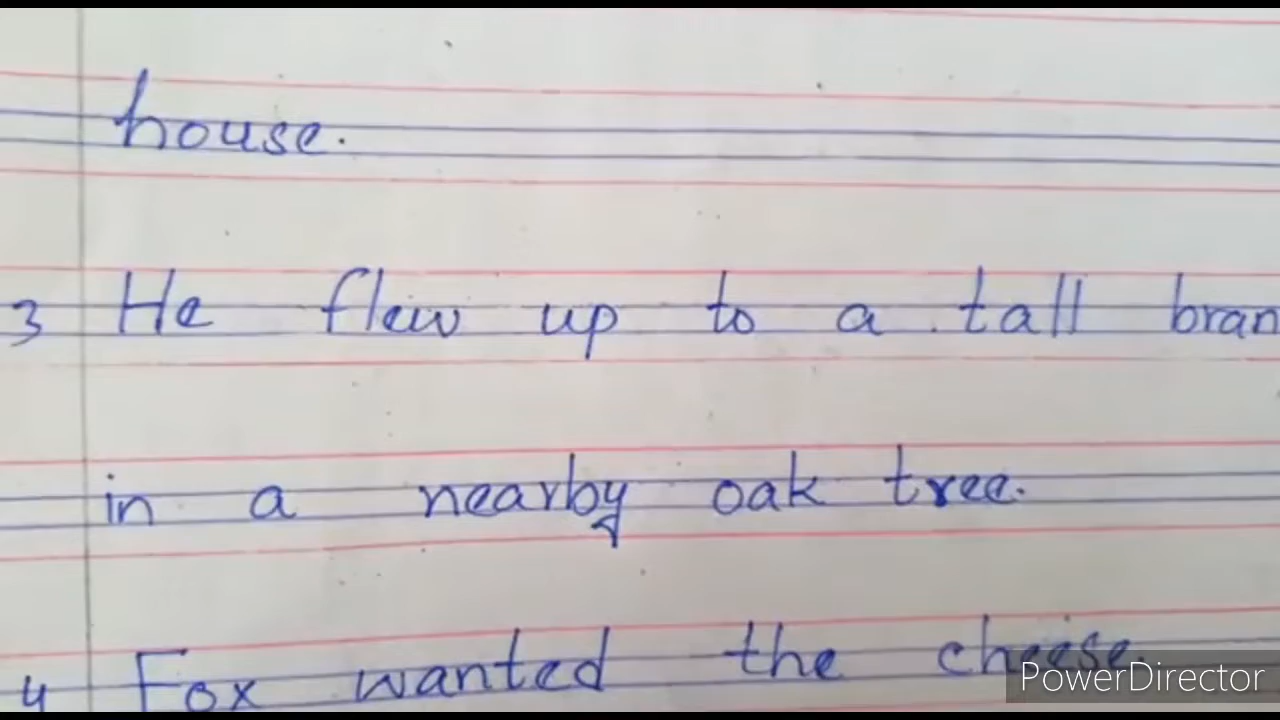 house.
3 He flew up to a tall bran
in a nearby oak tree.
4 Fox wanted the cheese.
PowerDirector